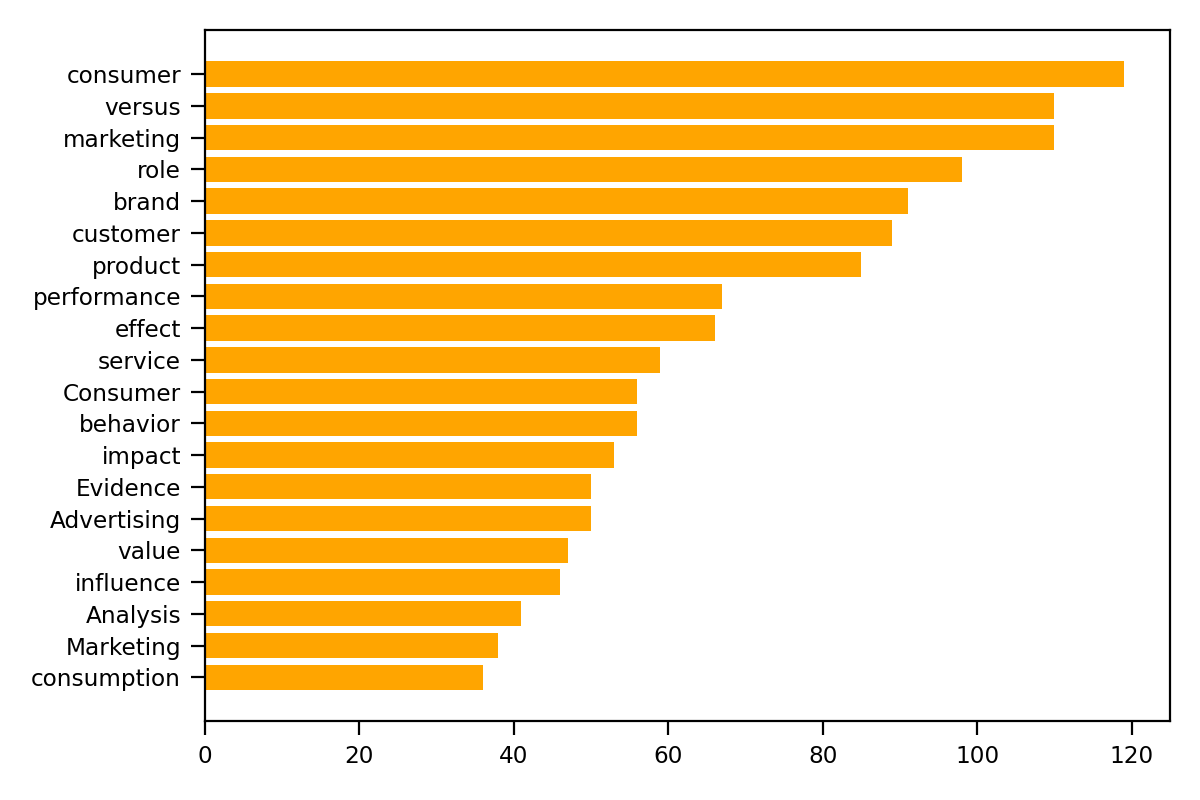 consumer
versus
marketing
role
brand
customer
product
performance
effect
service
Consumer
behavior
impact
Evidence
Advertising
value
influence
Analysis
Marketing
consumption
0 20 40 60 80 100 120